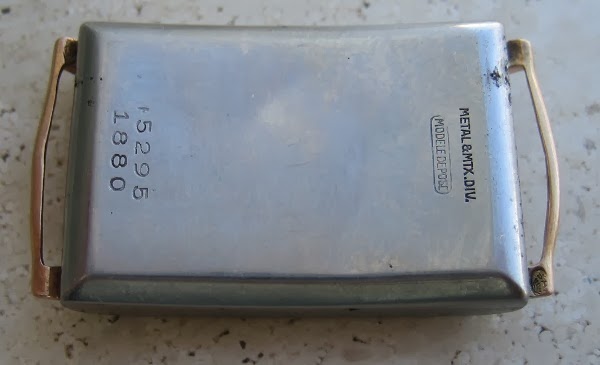 METAL & MTX. DIV.
MODELE DEPOSE
15295
1880